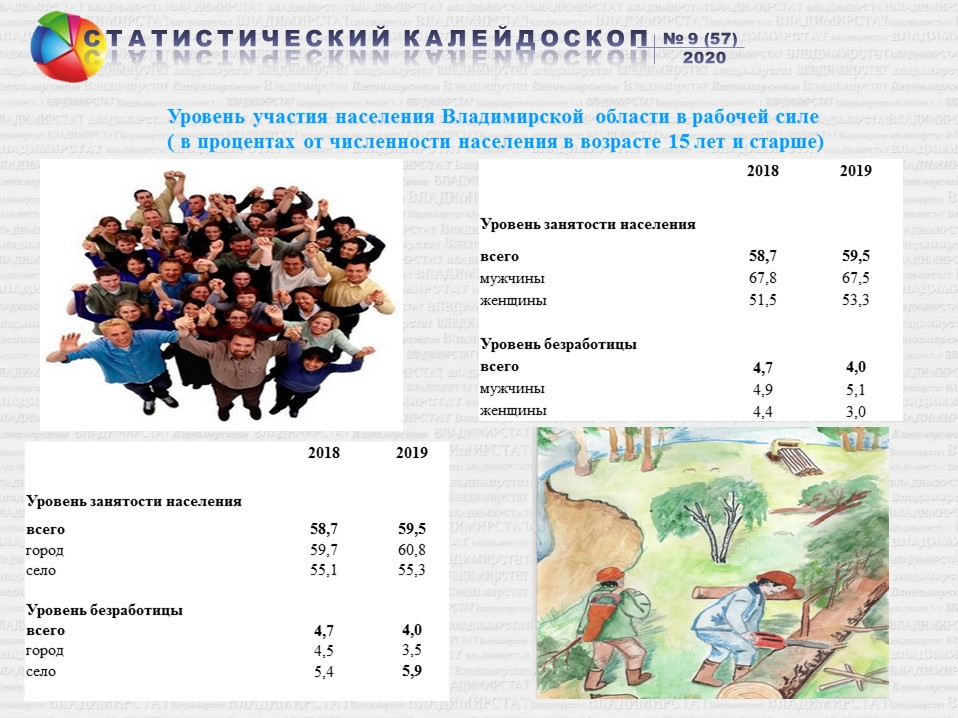 СТАТИСТИЧЕСКИЙ КАЛЕЙДОСКОП № 9 (57)
2020
Уровень участия населения Владимирской области в рабочей силе
( в процентах от численности населения в возрасте 15 лет и старше)
2018 2019
Уровень занятости населения
всего 58,7 59,5
мужчины 67,8 67,5
женщины 51,5 53,3
Уровень безработицы
всего 4,7 4,0
мужчины 4,9 5,1
женщины 4,4 3,0
2018 2019
Уровень занятости населения
всего 58,7 59,5
город 59,7 60,8
село 55,1 55,3
Уровень безработицы
всего 4,7 4,0
город 4,5 3,5
село 5,4 5,9